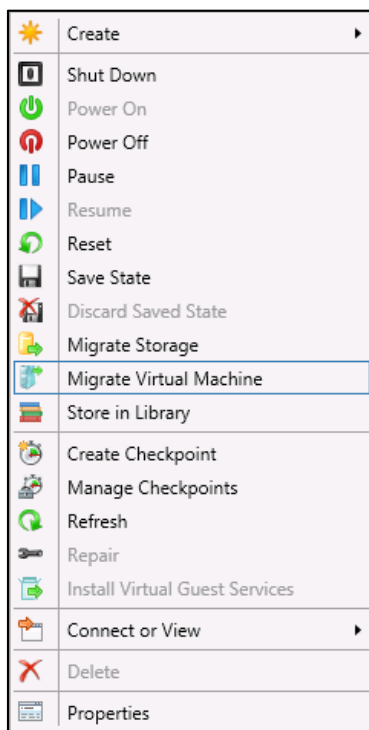 Create
Shut Down
Power On
Power Off
Pause
Resume
Reset
Save State
Discard Saved State
Migrate Storage
Migrate Virtual Machine
Store in Library
Create Checkpoint
Manage Checkpoints
Refresh
Repair
Install Virtual Guest Services
Connect or View
Delete
Properties